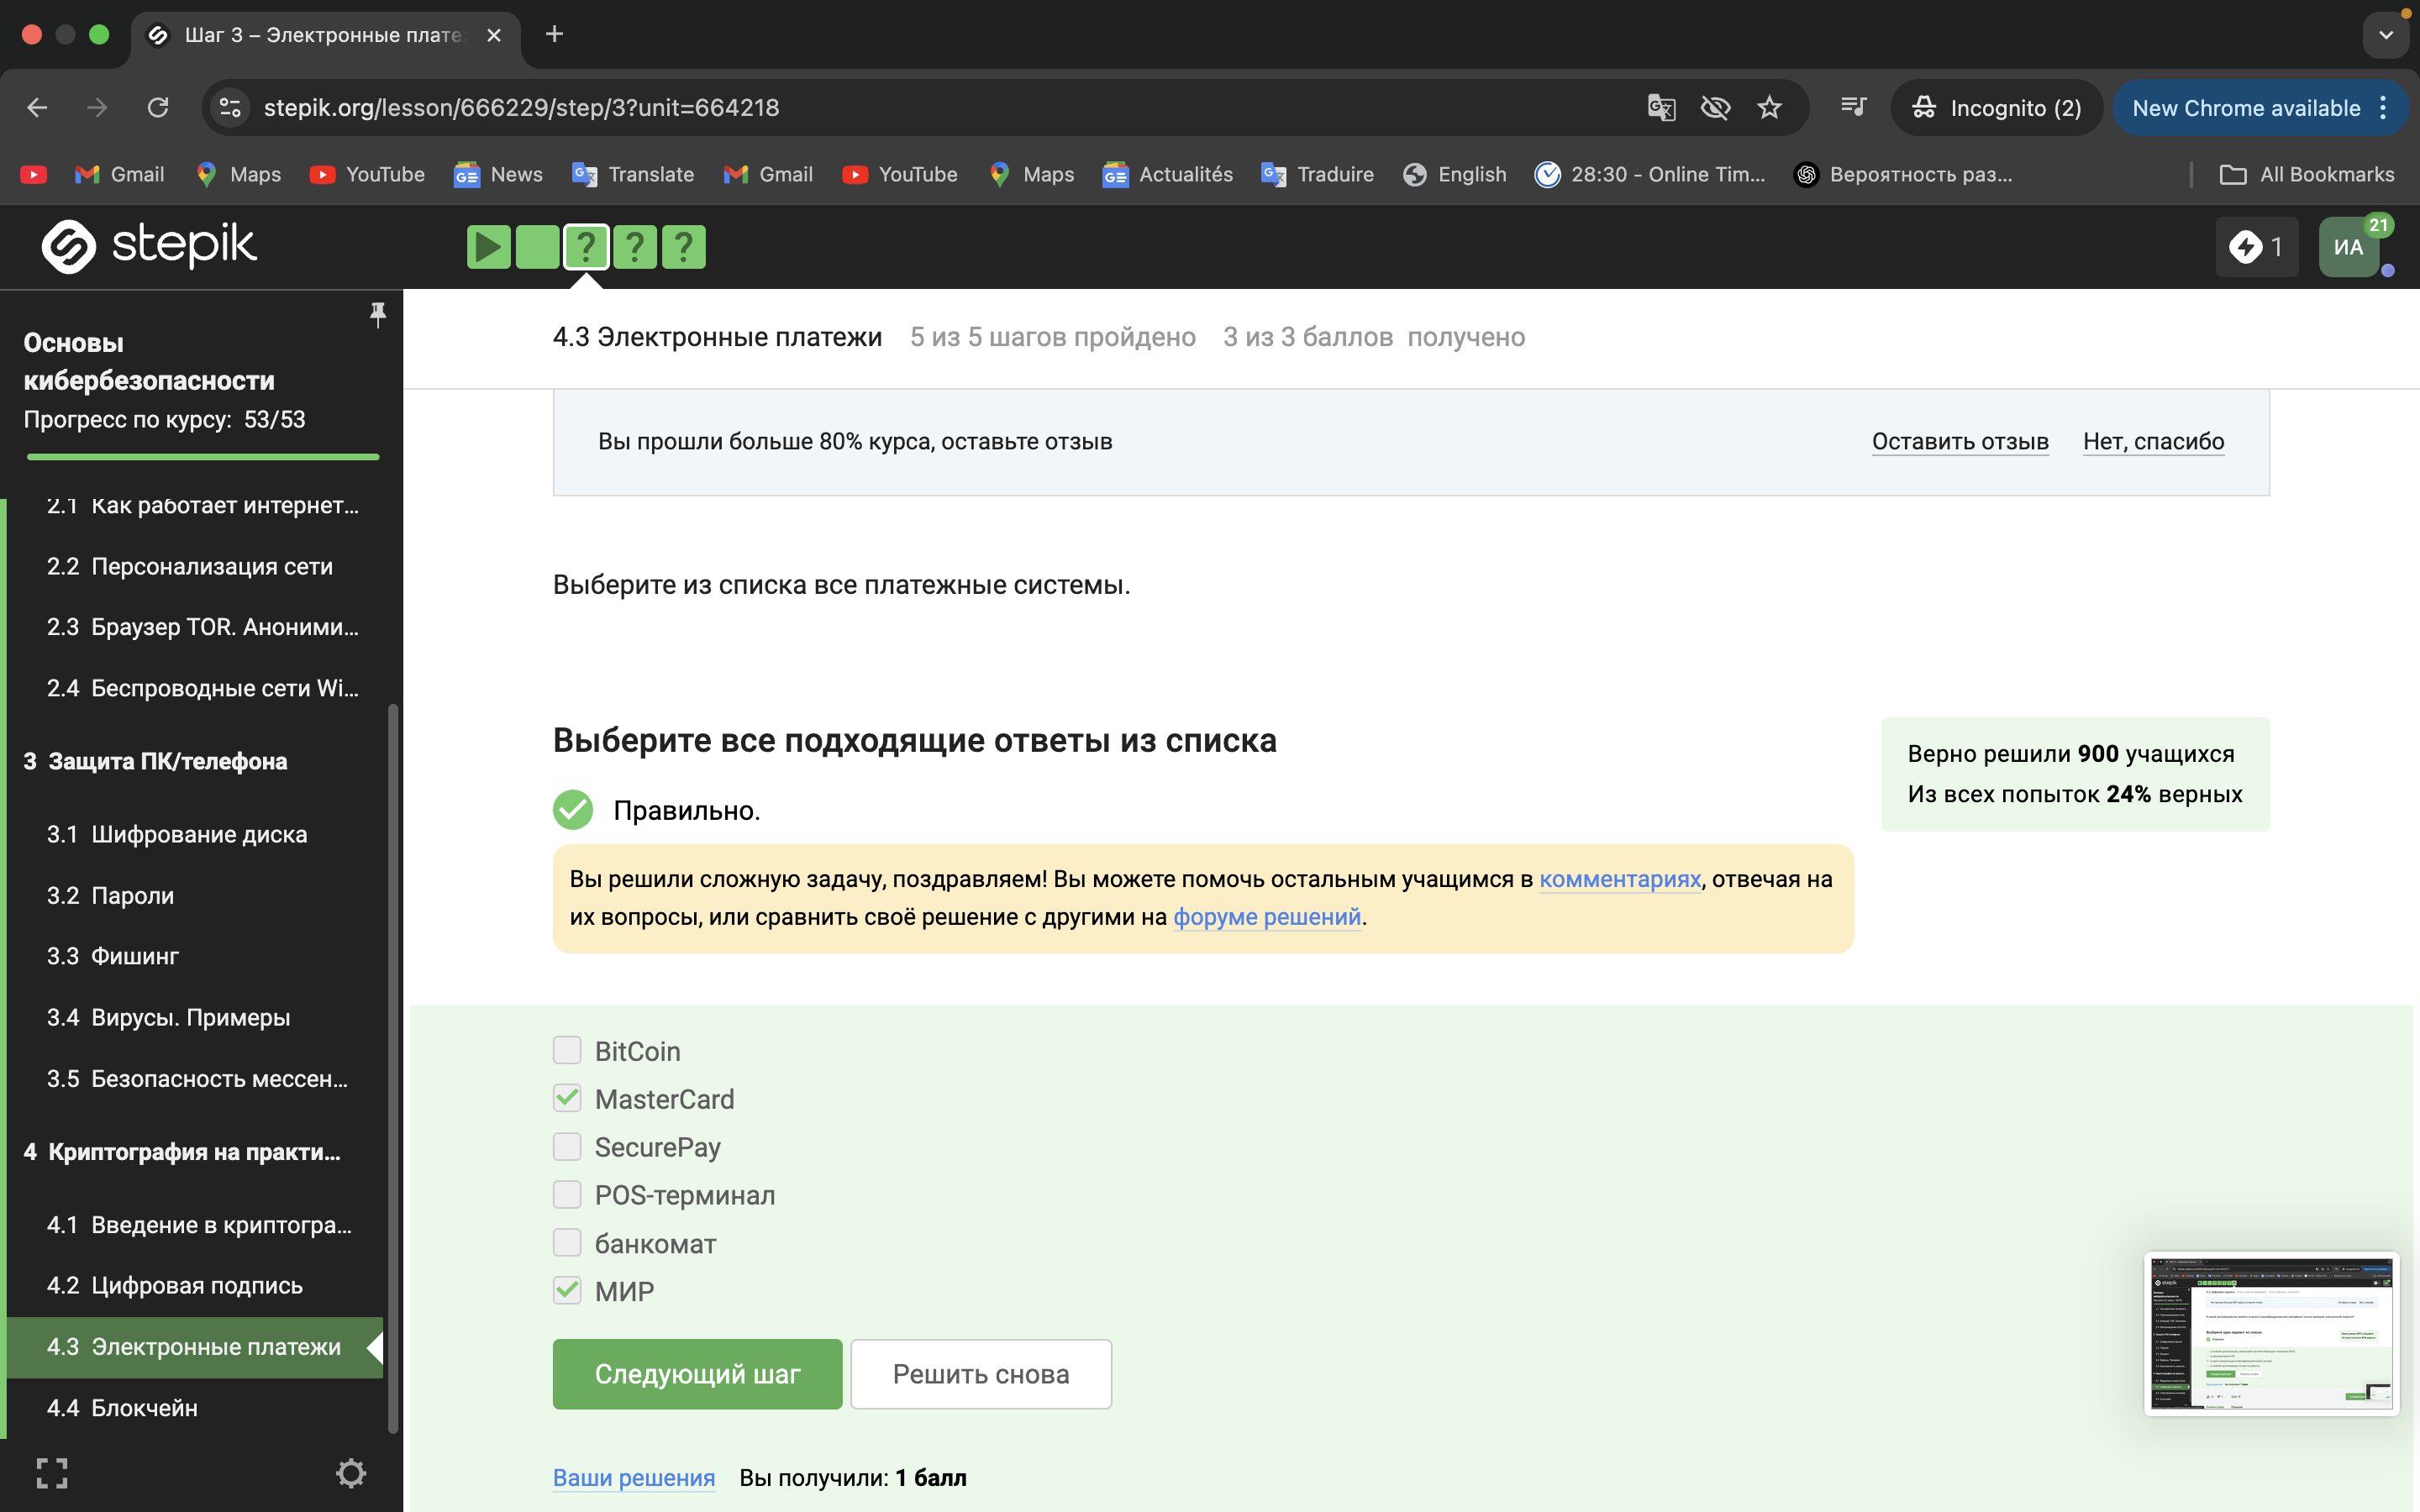 Шаг 3 – Электронные плате
stepik.org/lesson/666229/step/3?unit=664218
Incognito (2)
New Chrome available
Gmail
Maps
YouTube
News
Translate
Gmail
YouTube
Maps
Actualités
Traduire
English
28:30 - Online Tim...
Вероятность раз...
All Bookmarks
stepik
?
?
?
1
ИА
21
Основы
кибербезопасности
Прогресс по курсу: 53/53
2.1 Как работает интернет...
2.2 Персонализация сети
2.3 Браузер TOR. Аноними...
2.4 Беспроводные сети Wi...
3 Защита ПК/телефона
3.1 Шифрование диска
3.2 Пароли
3.3 Фишинг
3.4 Вирусы. Примеры
3.5 Безопасность мессен...
4 Криптография на практи...
4.1 Введение в криптогра...
4.2 Цифровая подпись
4.3 Электронные платежи
4.4 Блокчейн
4.3 Электронные платежи 5 из 5 шагов пройдено 3 из 3 баллов получено
Вы прошли больше 80% курса, оставьте отзыв
Оставить отзыв
Нет, спасибо
Выберите из списка все платежные системы.
Выберите все подходящие ответы из списка
Верно решили 900 учащихся
Из всех попыток 24% верных
Правильно.
Вы решили сложную задачу, поздравляем! Вы можете помочь остальным учащимся в комментариях, отвечая на
их вопросы, или сравнить своё решение с другими на форуме решений.
BitCoin
MasterCard
SecurePay
POS-терминал
банкомат
МИР
Следующий шаг
Решить снова
Ваши решения
Вы получили: 1 балл